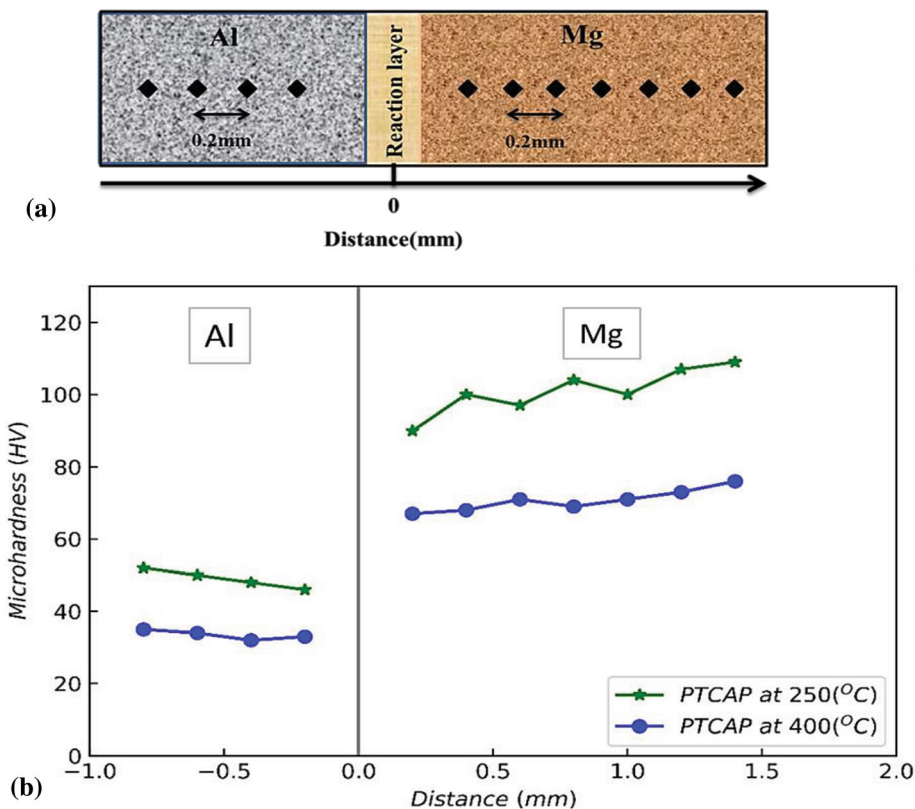 Al
Mg
Reaction layer
0.2mm
0.2mm
0
(a)
Distance(mm)
120
100
80
60
40
20
0
Microhardness (HV)
Al
Mg
PTCAP at 250(°C)
PTCAP at 400(°C)
−1.0 −0.5 0.0 0.5 1.0 1.5 2.0
Distance (mm)
(b)